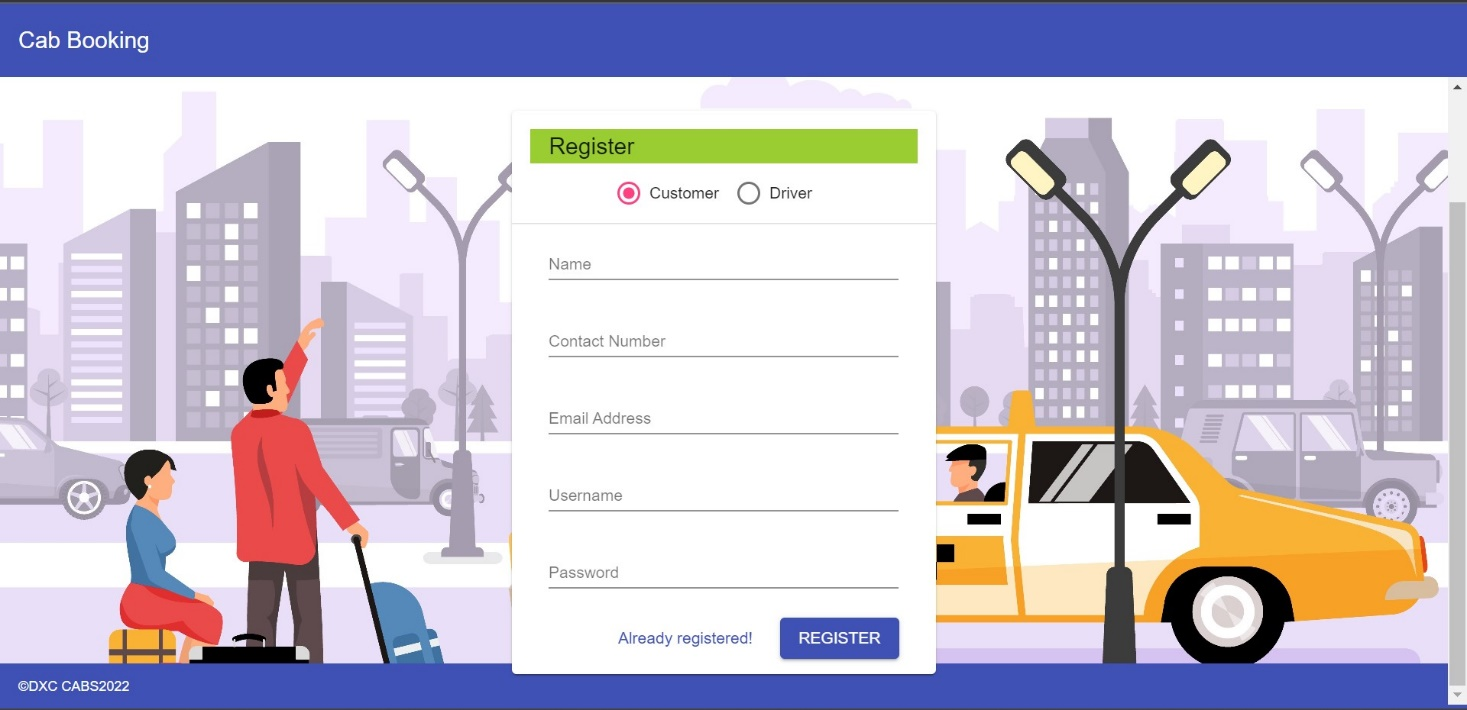 Cab Booking
Register
Customer Driver
Name
Contact Number
Email Address
Username
Password
Already registered! REGISTER
©DXC CABS2022